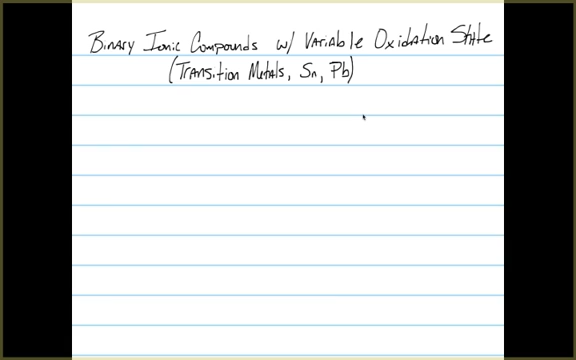 Binary Ionic Compounds w/ Variable Oxidation State
(Transition Metals, Sn, Pb)